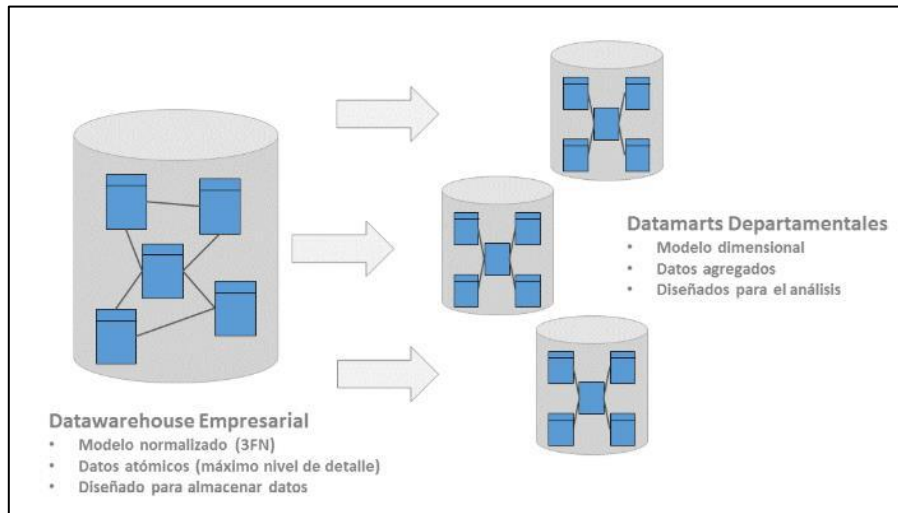 Datamarts Departamentales
• Modelo dimensional
• Datos agregados
• Diseñados para el análisis
Datawarehouse Empresarial
• Modelo normalizado (3FN)
• Datos atómicos (máximo nivel de detalle)
• Diseñado para almacenar datos